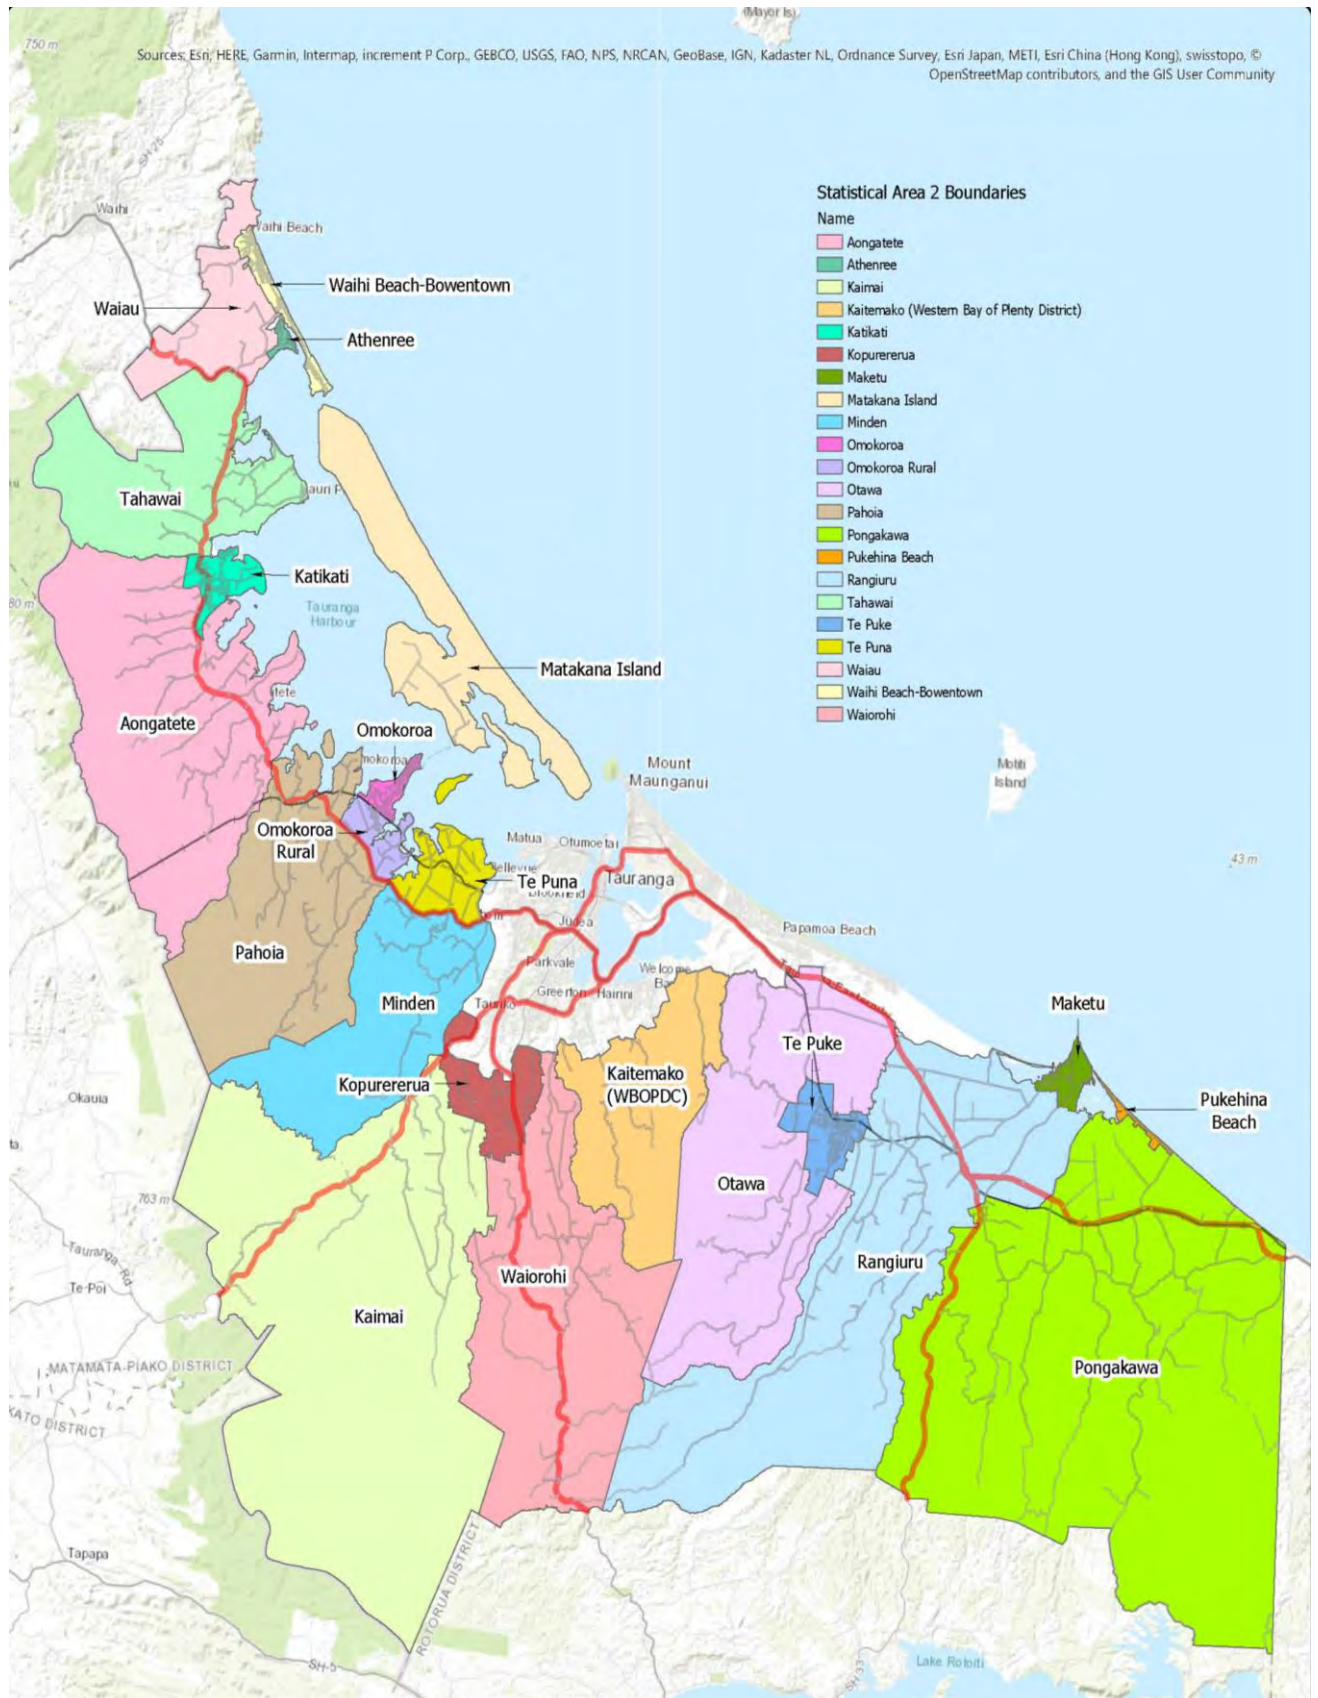 (Mayor Is)
750 m
Sources: Esri, HERE, Garmin, Intermap, increment P Corp., GEBCO, USGS, FAO, NPS, NRCAN, GeoBase, IGN, Kadaster NL, Ordnance Survey, Esri Japan, METI, Esri China (Hong Kong), swisstopo, ©
OpenStreetMap contributors, and the GIS User Community
SH 25
Statistical Area 2 Boundaries
Name
Aongatete
Athenree
Kaimai
Kaitemako (Western Bay of Plenty District)
Katikati
Kopurererua
Maketu
Matakana Island
Minden
Omokoroa
Omokoroa Rural
Otawa
Pahoia
Pongakawa
Pukehina Beach
Rangiuru
Tahawai
Te Puke
Te Puna
Waiau
Waihi Beach-Bowentown
Waiorohi
Waihi
Waihi Beach
Waihi Beach-Bowentown
Waiau
Athenree
Tahawai
Katikati
Tauranga
Harbour
80 m
Matakana Island
Aongatete
Omokoroa
Mount
Maunganui
Motiti
Island
Omokoroa
Rural
Matua
Otumoetai
43 m
Te Puna
Tauranga
Judea
Papamoa Beach
Pahoia
Parkvale
Welcome
Minden
Tauriko
Greerton
Hairini
Maketu
Te Puke
Kopurererua
Kaitemako
(WBOPDC)
Okauia
Pukehina
Beach
Otawa
763 m
Tauranga-Rd
Te Poi
Waiorohi
Rangiuru
Kaimai
MATAMATA-PIAKO DISTRICT
Pongakawa
KATO DISTRICT
Tapapa
ROTORUA DISTRICT
SH-5
SH 33
Lake Rotoiti